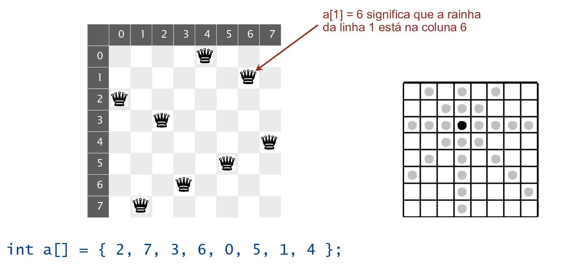 a[1] = 6 significa que a rainha
da linha 1 está na coluna 6
0 1 2 3 4 5 6 7
0
1
2
3
4
5
6
7
int a[] = { 2, 7, 3, 6, 0, 5, 1, 4 };